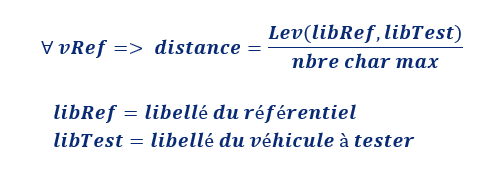 ∀ vRef => distance = Lev(libRef, libTest) / nbre char max
libRef = libellé du référentiel
libTest = libellé du véhicule à tester